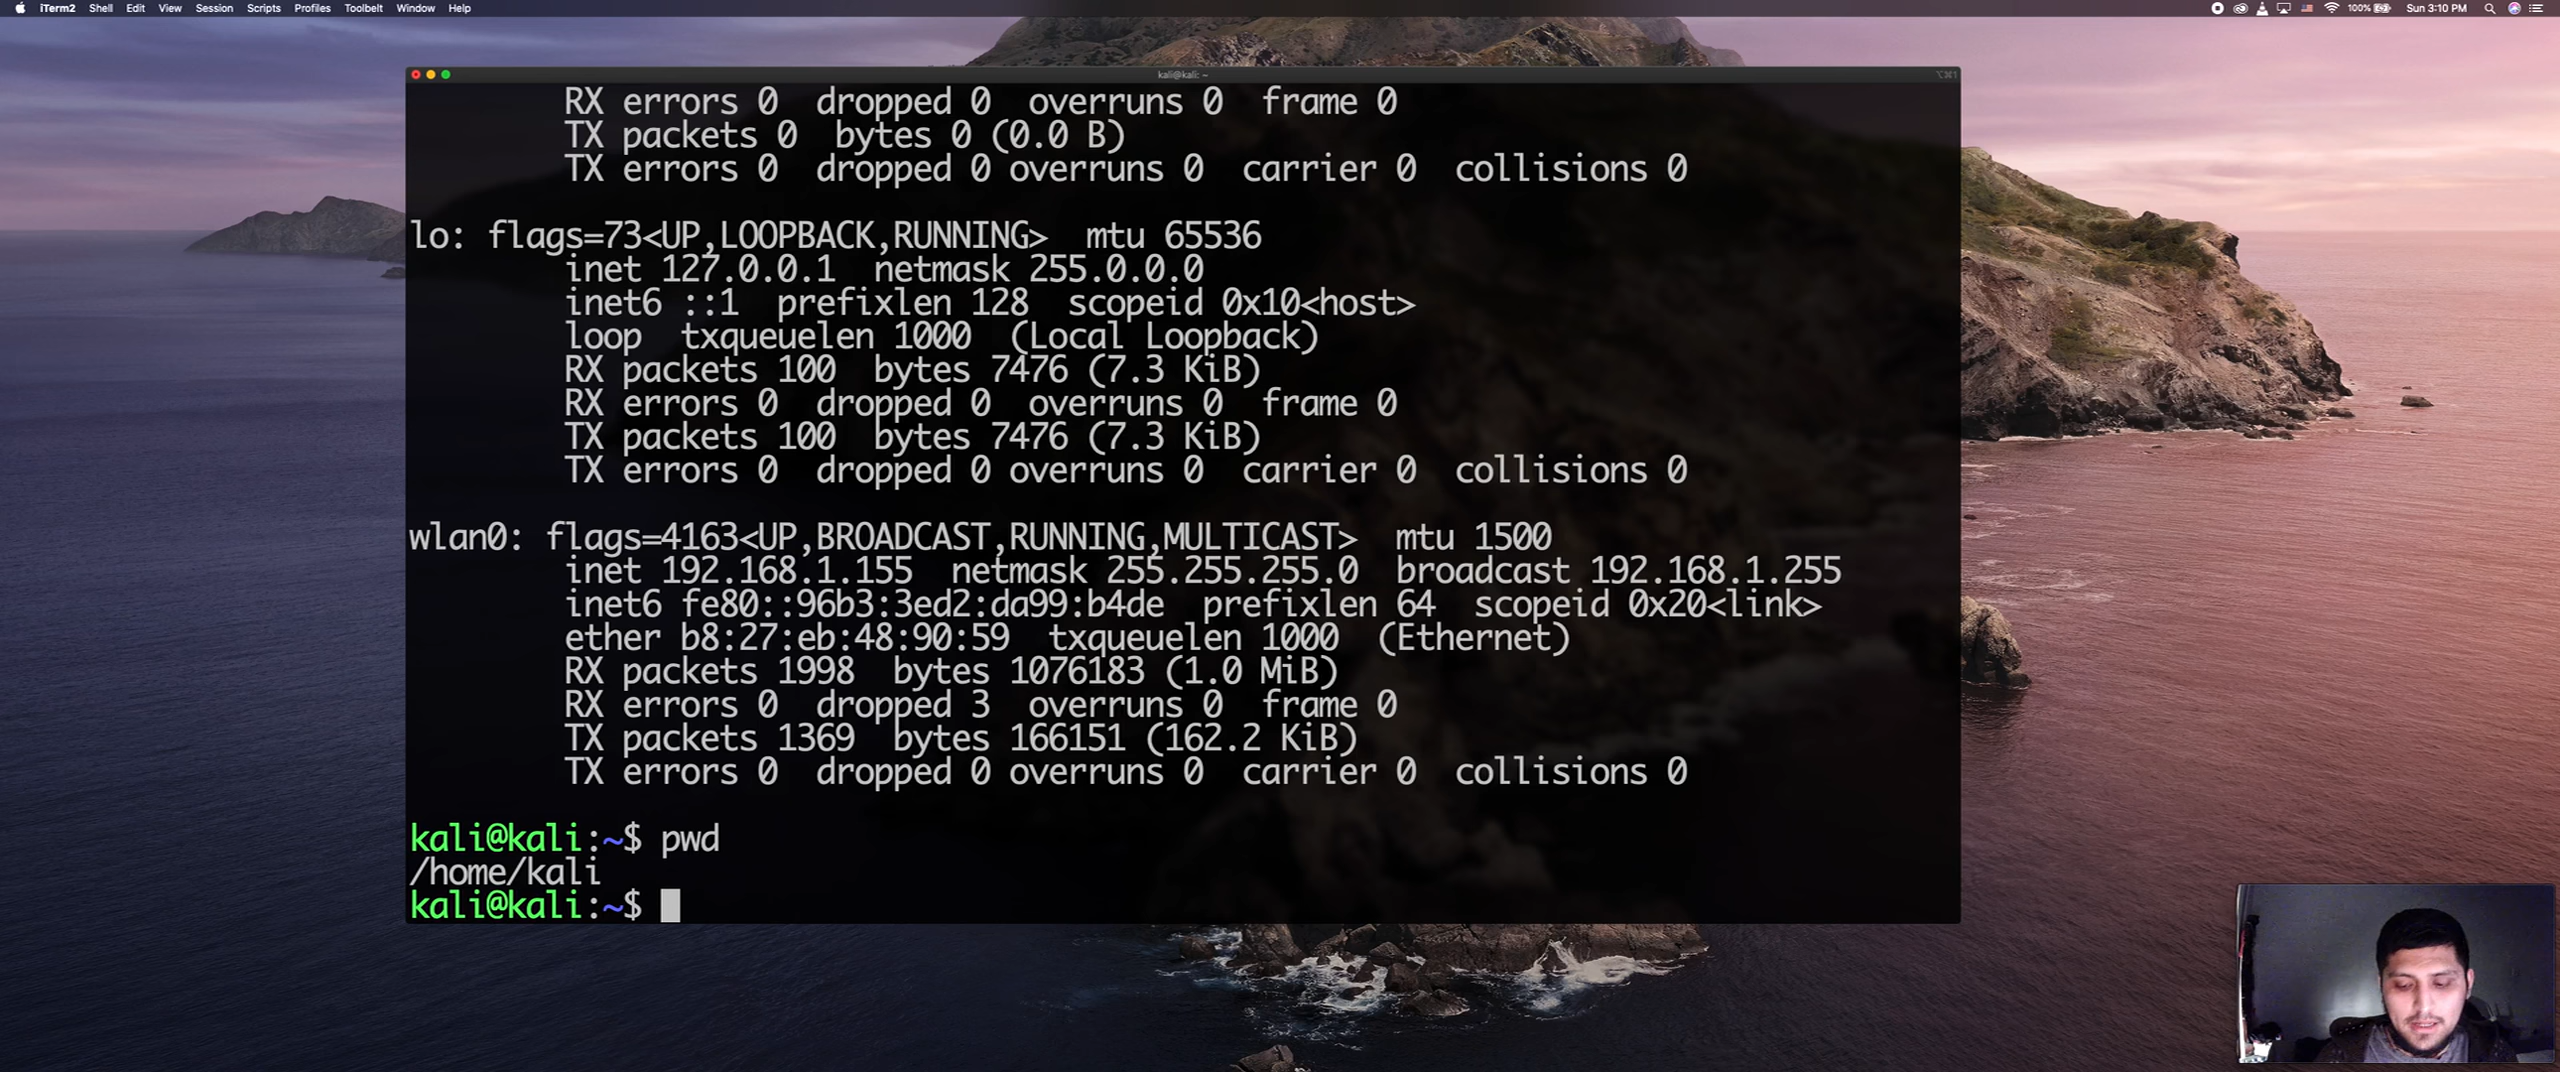 iTerm2 Shell Edit View Session Scripts Profiles Toolbelt Window Help
100% Sun 3:10 PM
kali@kali: ~
⌥⌘1
RX errors 0 dropped 0 overruns 0 frame 0
TX packets 0 bytes 0 (0.0 B)
TX errors 0 dropped 0 overruns 0 carrier 0 collisions 0
lo: flags=73<UP,LOOPBACK,RUNNING> mtu 65536
inet 127.0.0.1 netmask 255.0.0.0
inet6 ::1 prefixlen 128 scopeid 0x10<host>
loop txqueuelen 1000 (Local Loopback)
RX packets 100 bytes 7476 (7.3 KiB)
RX errors 0 dropped 0 overruns 0 frame 0
TX packets 100 bytes 7476 (7.3 KiB)
TX errors 0 dropped 0 overruns 0 carrier 0 collisions 0
wlan0: flags=4163<UP,BROADCAST,RUNNING,MULTICAST> mtu 1500
inet 192.168.1.155 netmask 255.255.255.0 broadcast 192.168.1.255
inet6 fe80::96b3:3ed2:da99:b4de prefixlen 64 scopeid 0x20<link>
ether b8:27:eb:48:90:59 txqueuelen 1000 (Ethernet)
RX packets 1998 bytes 1076183 (1.0 MiB)
RX errors 0 dropped 3 overruns 0 frame 0
TX packets 1369 bytes 166151 (162.2 KiB)
TX errors 0 dropped 0 overruns 0 carrier 0 collisions 0
kali@kali:~$ pwd
/home/kali
kali@kali:~$